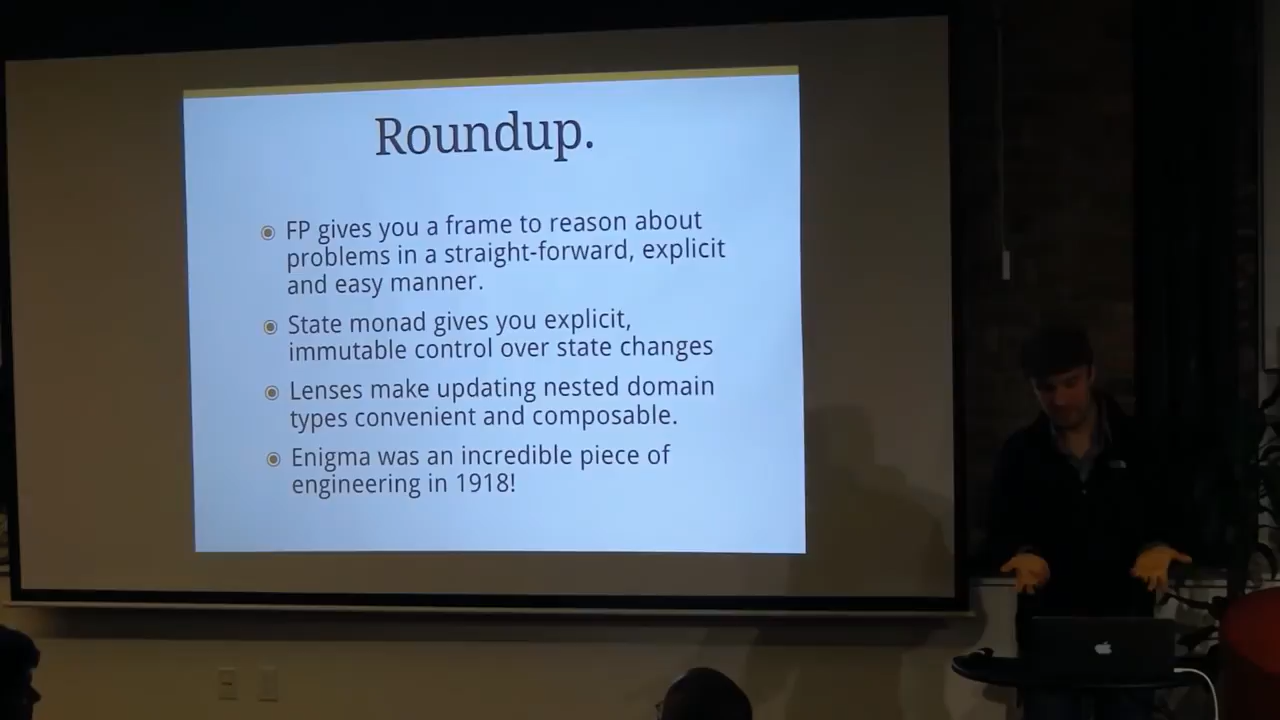 Roundup.
FP gives you a frame to reason about
problems in a straight-forward, explicit
and easy manner.
State monad gives you explicit,
immutable control over state changes
Lenses make updating nested domain
types convenient and composable.
Enigma was an incredible piece of
engineering in 1918!